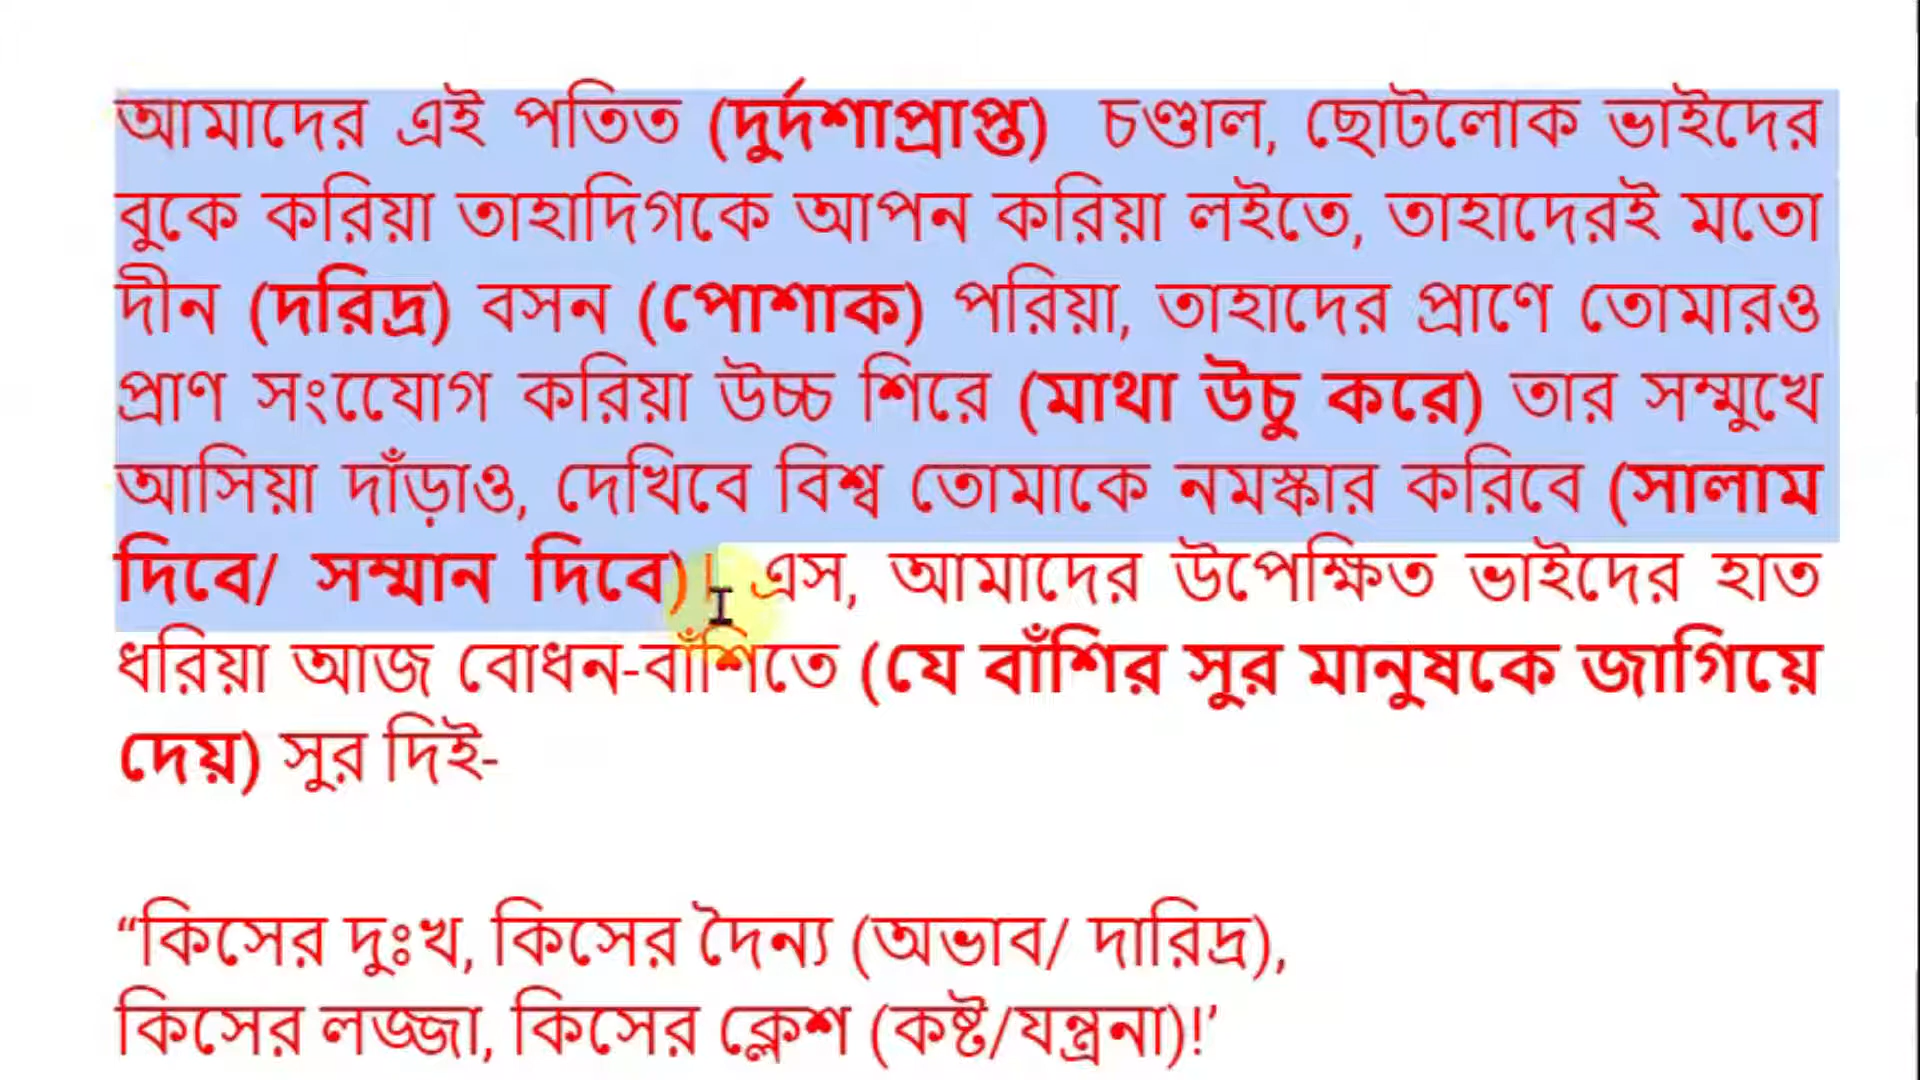 আমাদের এই পতিত (দুর্দশাপ্রাপ্ত) চণ্ডাল, ছোটলোক ভাইদের
বুকে করিয়া তাহাদিগকে আপন করিয়া লইতে, তাহাদেরই মতো
দীন (দরিদ্র) বসন (পোশাক) পরিয়া, তাহাদের প্রাণে তোমারও
প্রাণ সংযোেগ করিয়া উচ্চ শিরে (মাথা উচু করে) তার সম্মুখে
আসিয়া দাঁড়াও, দেখিবে বিশ্ব তোমাকে নমস্কার করিবে (সালাম
দিবে/ সম্মান দিবে)। এস, আমাদের উপেক্ষিত ভাইদের হাত
ধরিয়া আজ বোধন-বাঁশিতে (যে বাঁশির সুর মানুষকে জাগিয়ে
দেয়) সুর দিই-
“কিসের দুঃখ, কিসের দৈন্য (অভাব/ দারিদ্র),
কিসের লজ্জা, কিসের ক্লেশ (কষ্ট/যন্ত্রনা)!’